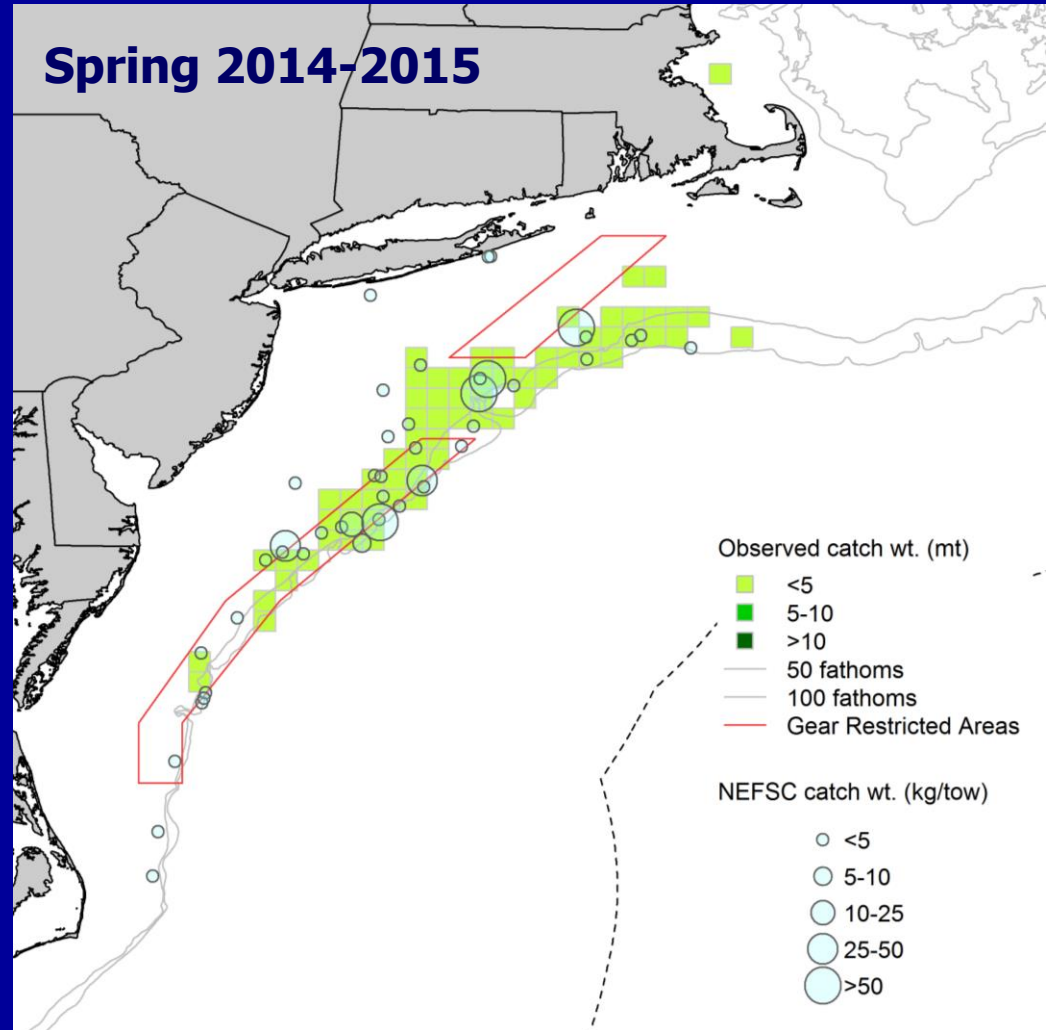 Spring 2014-2015
Observed catch wt. (mt)
<5
5-10
>10
50 fathoms
100 fathoms
Gear Restricted Areas
NEFSC catch wt. (kg/tow)
<5
5-10
10-25
25-50
>50